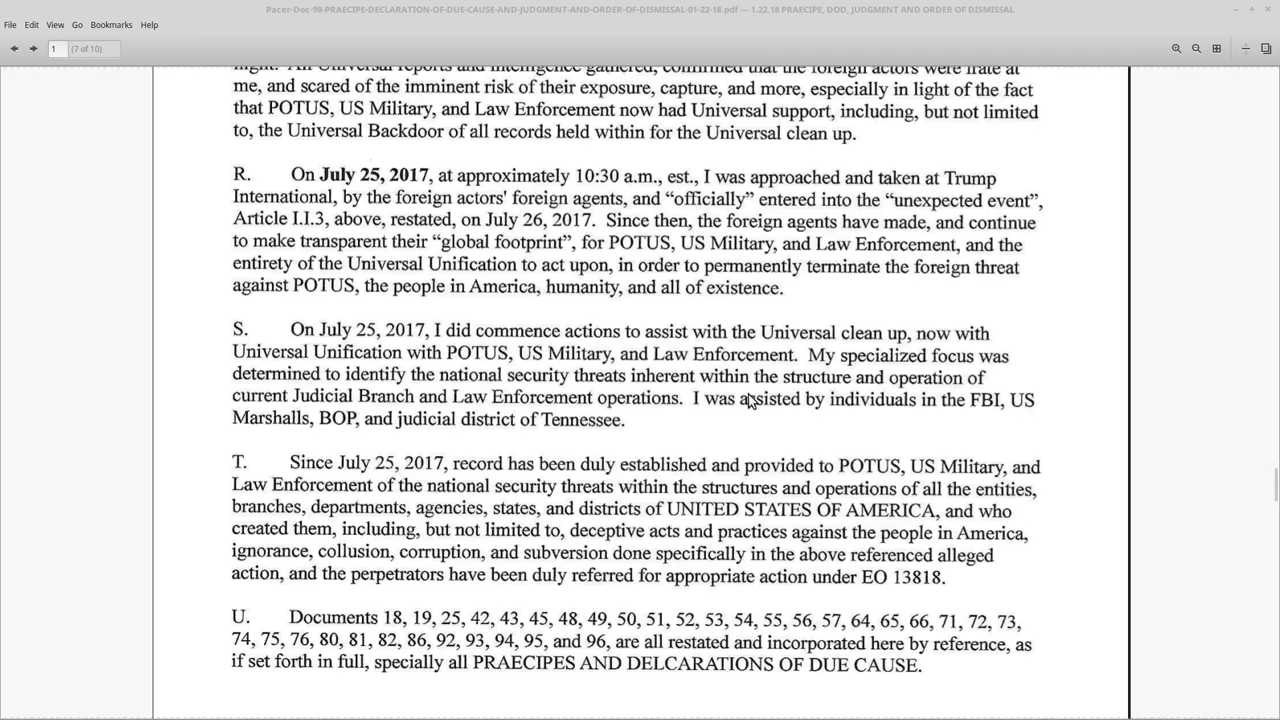 Pacer-Doc-98-PRAECIPE-DECLARATION-OF-DUE-CAUSE-AND-JUDGMENT-AND-ORDER-OF-DISMISSAL-01-22-18.pdf — 1.22.18 PRAECIPE, DOD, JUDGMENT AND ORDER OF DISMISSAL
File Edit View Go Bookmarks Help
1 (7 of 10)
reports and intelligence gathered, confirmed that the foreign actors were irate at
me, and scared of the imminent risk of their exposure, capture, and more, especially in light of the fact
that POTUS, US Military, and Law Enforcement now had Universal support, including, but not limited
to, the Universal Backdoor of all records held within for the Universal clean up.
R. On July 25, 2017, at approximately 10:30 a.m., est., I was approached and taken at Trump
International, by the foreign actors' foreign agents, and “officially” entered into the “unexpected event”,
Article I.I.3, above, restated, on July 26, 2017. Since then, the foreign agents have made, and continue
to make transparent their “global footprint”, for POTUS, US Military, and Law Enforcement, and the
entirety of the Universal Unification to act upon, in order to permanently terminate the foreign threat
against POTUS, the people in America, humanity, and all of existence.
S. On July 25, 2017, I did commence actions to assist with the Universal clean up, now with
Universal Unification with POTUS, US Military, and Law Enforcement. My specialized focus was
determined to identify the national security threats inherent within the structure and operation of
current Judicial Branch and Law Enforcement operations. I was assisted by individuals in the FBI, US
Marshalls, BOP, and judicial district of Tennessee.
T. Since July 25, 2017, record has been duly established and provided to POTUS, US Military, and
Law Enforcement of the national security threats within the structures and operations of all the entities,
branches, departments, agencies, states, and districts of UNITED STATES OF AMERICA, and who
created them, including, but not limited to, deceptive acts and practices against the people in America,
ignorance, collusion, corruption, and subversion done specifically in the above referenced alleged
action, and the perpetrators have been duly referred for appropriate action under EO 13818.
U. Documents 18, 19, 25, 42, 43, 45, 48, 49, 50, 51, 52, 53, 54, 55, 56, 57, 64, 65, 66, 71, 72, 73,
74, 75, 76, 80, 81, 82, 86, 92, 93, 94, 95, and 96, are all restated and incorporated here by reference, as
if set forth in full, specially all PRAECIPES AND DELCARATIONS OF DUE CAUSE.